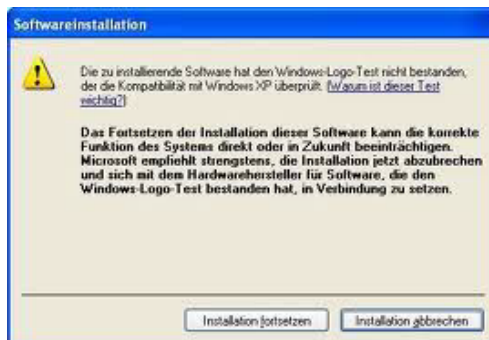 Softwareinstallation
Die zu installierende Software hat den Windows-Logo-Test nicht bestanden,
der die Kompatibilität mit Windows XP überprüft. (Warum ist dieser Test
wichtig?)
Das Fortsetzen der Installation dieser Software kann die korrekte
Funktion des Systems direkt oder in Zukunft beeinträchtigen.
Microsoft empfiehlt strengstens, die Installation jetzt abzubrechen
und sich mit dem Hardwarehersteller für Software, die den
Windows-Logo-Test bestanden hat, in Verbindung zu setzen.
Installation fortsetzen
Installation abbrechen